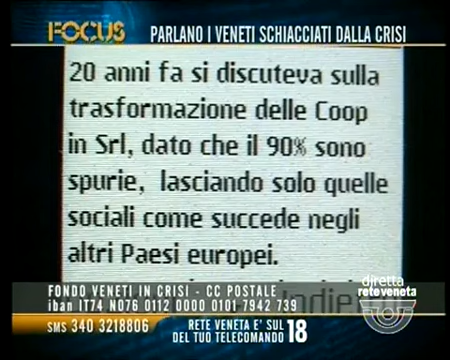 FOCUS
PARLANO I VENETI SCHIACCIATI DALLA CRISI
20 anni fa si discuteva sulla
trasformazione delle Coop
in Srl, dato che il 90% sono
spurie, lasciando solo quelle
sociali come succede negli
altri Paesi europei.
diretta
reteveneta
FONDO VENETI IN CRISI - CC POSTALE
iban IT74 N076 0112 0000 0101 7942 739
SMS 340 3218806
RETE VENETA E' SUL
DEL TUO TELECOMANDO
18